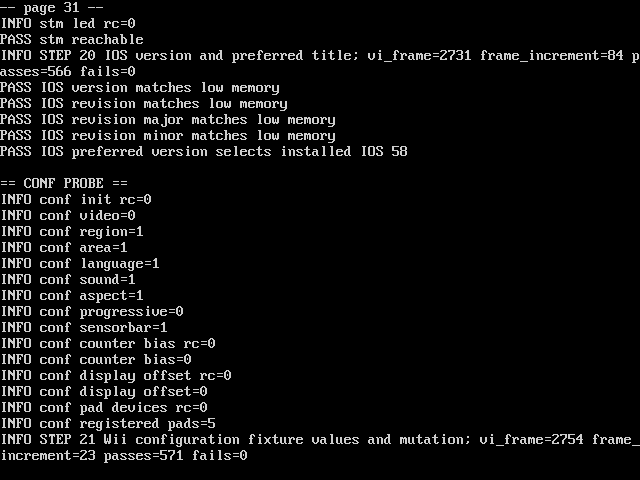 -- page 31 --
INFO stm led rc=0
PASS stm reachable
INFO STEP 20 IOS version and preferred title; vi_frame=2731 frame_increment=84 p
asses=566 fails=0
PASS IOS version matches low memory
PASS IOS revision matches low memory
PASS IOS revision major matches low memory
PASS IOS revision minor matches low memory
PASS IOS preferred version selects installed IOS 58
== CONF PROBE ==
INFO conf init rc=0
INFO conf video=0
INFO conf region=1
INFO conf area=1
INFO conf language=1
INFO conf sound=1
INFO conf aspect=1
INFO conf progressive=0
INFO conf sensorbar=1
INFO conf counter bias rc=0
INFO conf counter bias=0
INFO conf display offset rc=0
INFO conf display offset=0
INFO conf pad devices rc=0
INFO conf registered pads=5
INFO STEP 21 Wii configuration fixture values and mutation; vi_frame=2754 frame_
increment=23 passes=571 fails=0